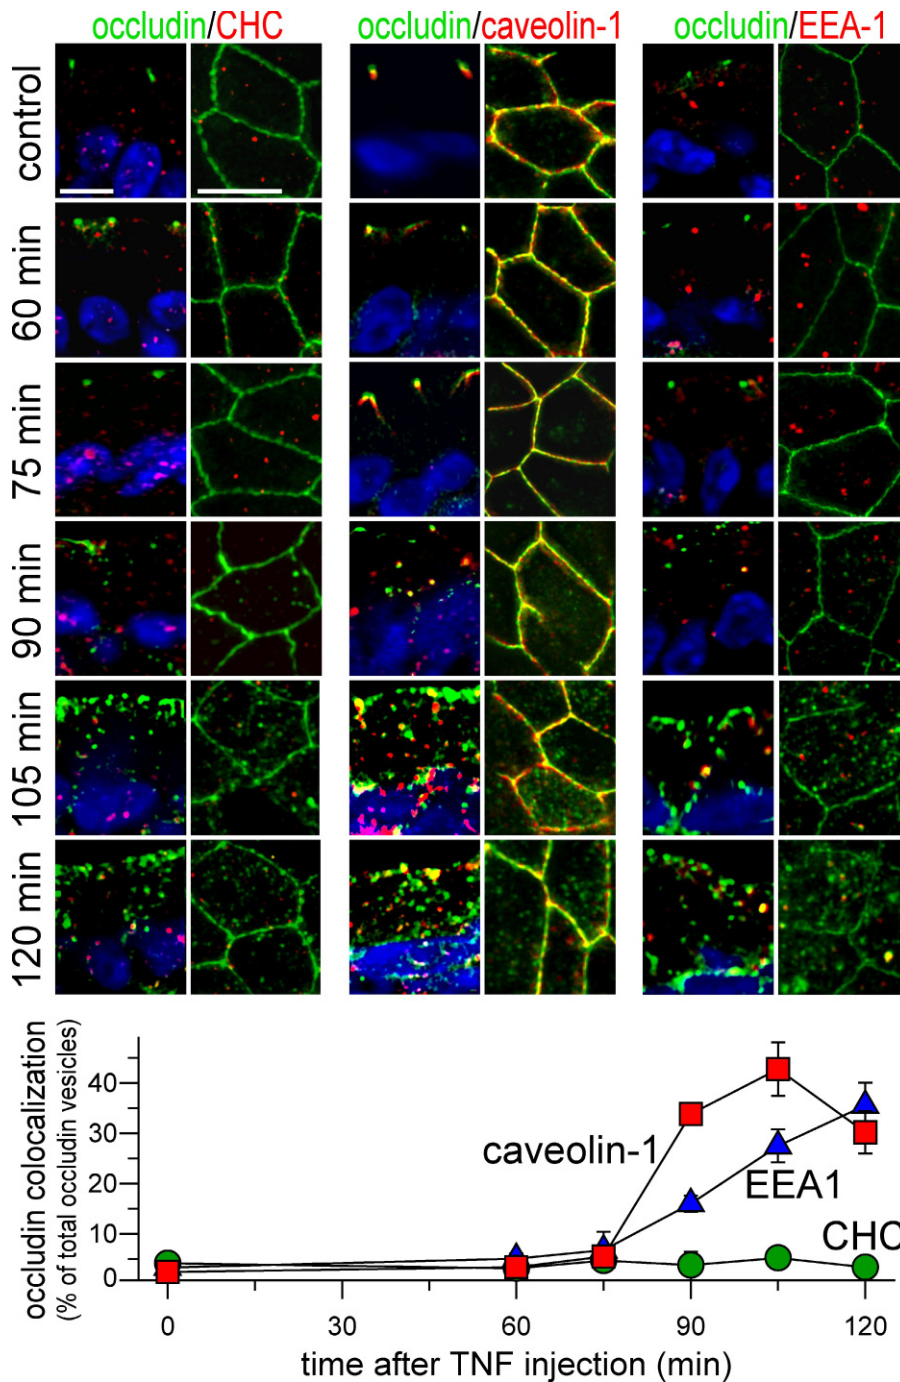 occludin/CHC
occludin/caveolin-1
occludin/EEA-1
control
60 min
75 min
90 min
105 min
120 min
occludin colocalization
(% of total occludin vesicles)
40
30
20
10
0
caveolin-1
EEA1
CHC
0
30
60
90
120
time after TNF injection (min)